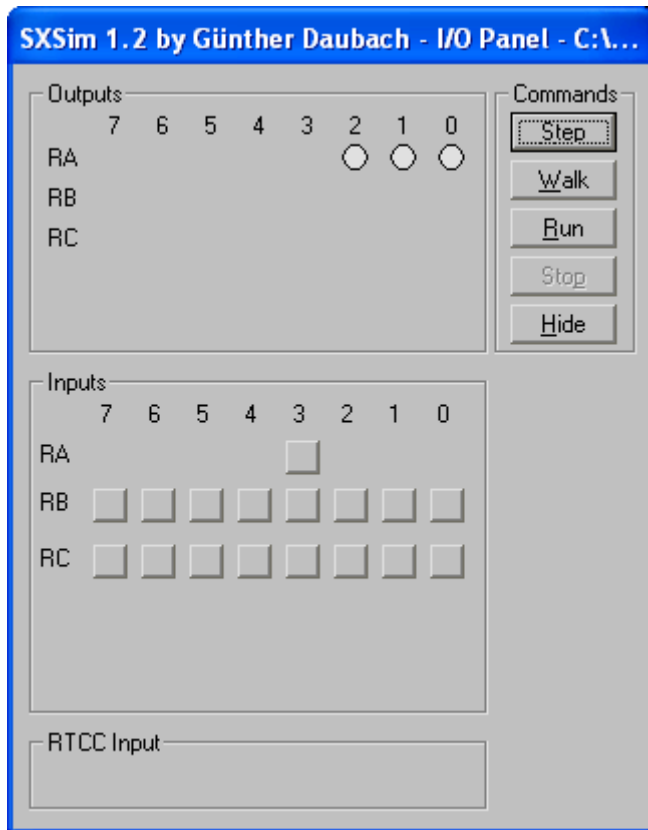 SXSim 1.2 by Günther Daubach - I/O Panel - C:\...
Outputs
7 6 5 4 3 2 1 0
RA
RB
RC
Commands
Step
Walk
Run
Stop
Hide
Inputs
7 6 5 4 3 2 1 0
RA
RB
RC
RTCC Input